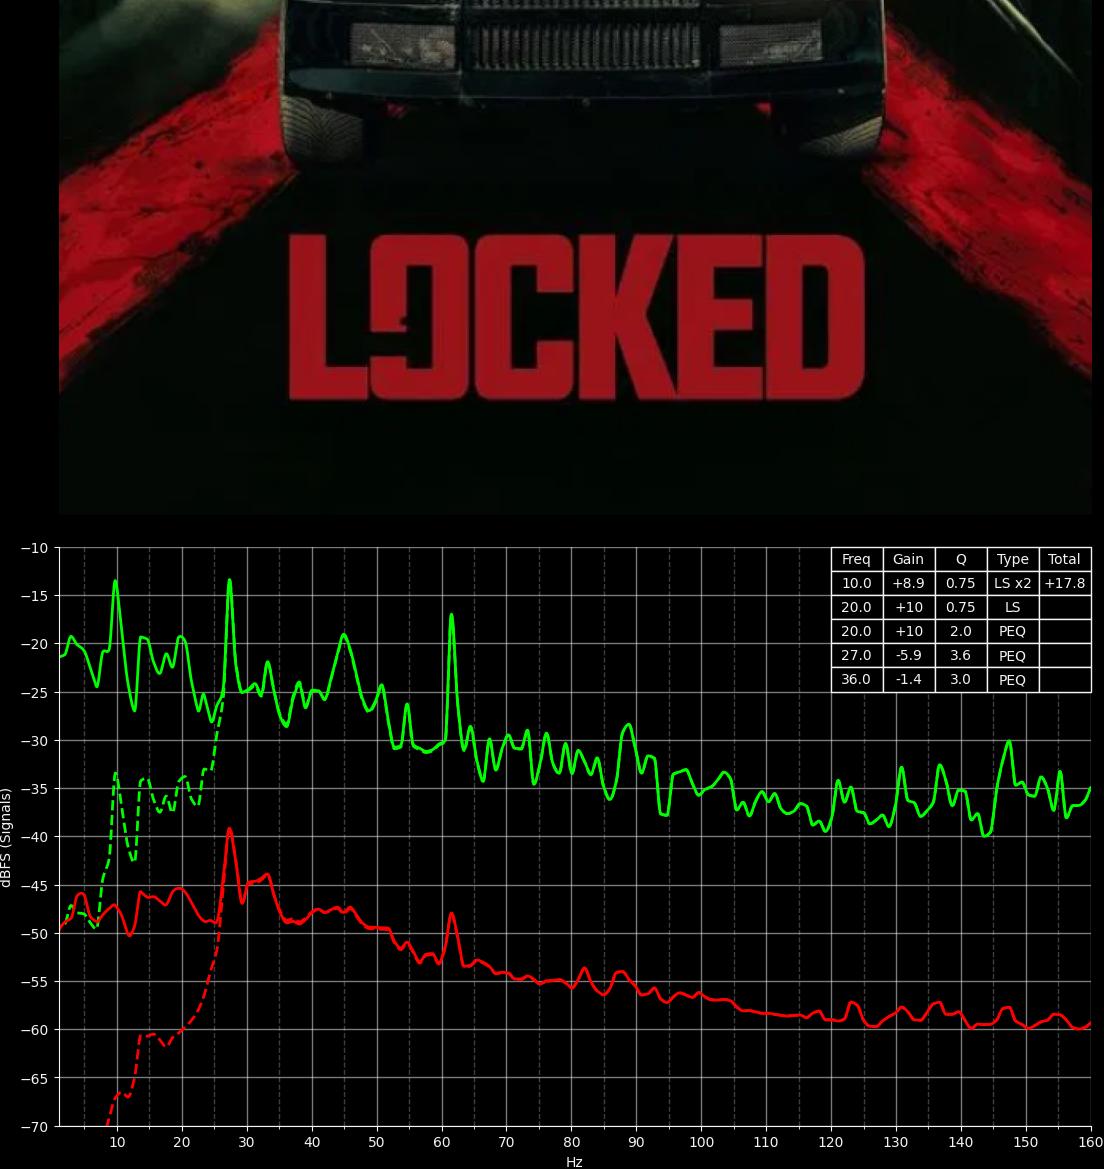 LOCKED
Freq Gain Q Type Total
10.0 +8.9 0.75 LS x2 +17.8
20.0 +10 0.75 LS
20.0 +10 2.0 PEQ
27.0 -5.9 3.6 PEQ
36.0 -1.4 3.0 PEQ
dBFS (Signals)
−10
−15
−20
−25
−30
−35
−40
−45
−50
−55
−60
−65
−70
10 20 30 40 50 60 70 80 90 100 110 120 130 140 150 160
Hz